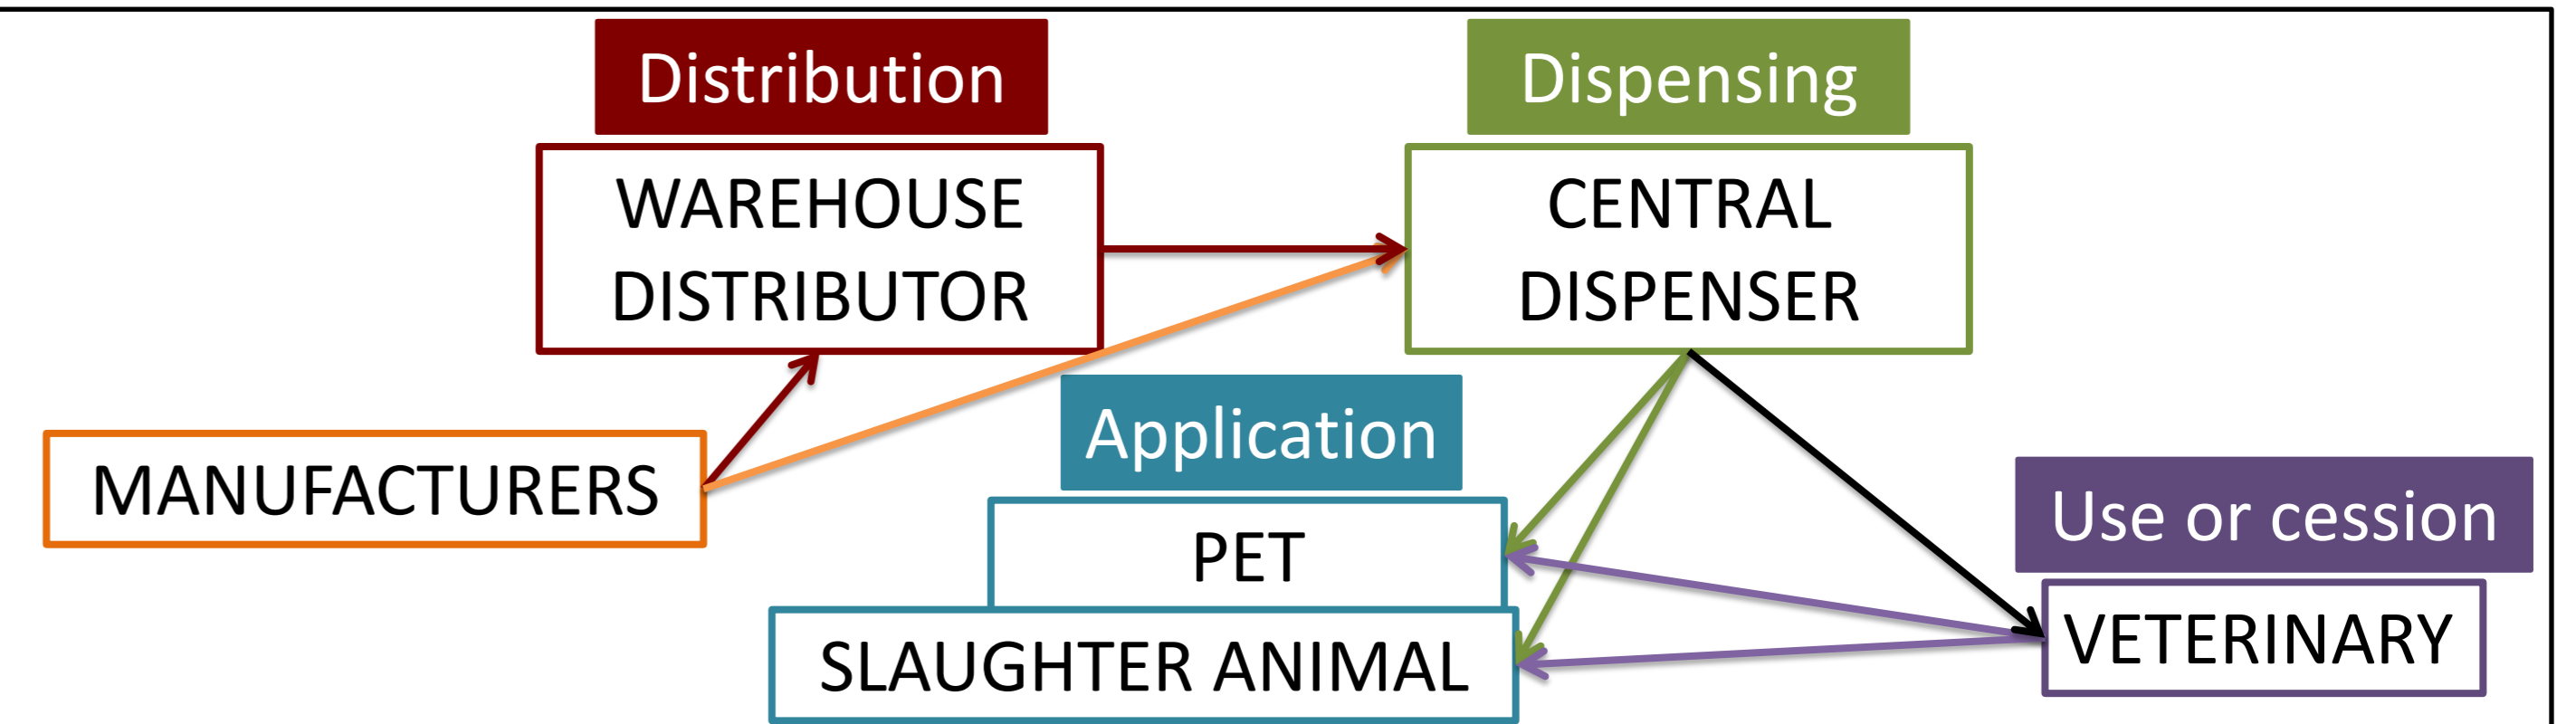 Distribution
WAREHOUSE
DISTRIBUTOR
Dispensing
CENTRAL
DISPENSER
MANUFACTURERS
Application
PET
SLAUGHTER ANIMAL
Use or cession
VETERINARY